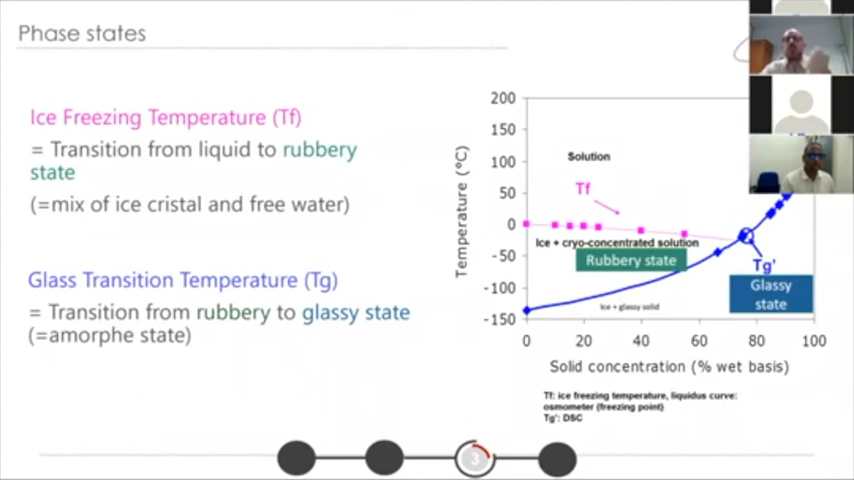 Phase states
Ice Freezing Temperature (Tf)
= Transition from liquid to rubbery
state
(=mix of ice cristal and free water)
Glass Transition Temperature (Tg)
= Transition from rubbery to glassy state
(=amorphe state)
Temperature (°C)
200
150
100
50
0
-50
-100
-150
Solution
Tf
Ice + cryo-concentrated solution
Rubbery state
Tg'
Glassy
state
Ice + glassy solid
0
20
40
60
80
100
Solid concentration (% wet basis)
Tf: ice freezing temperature, liquidus curve:
osmometer (freezing point)
Tg': DSC
3